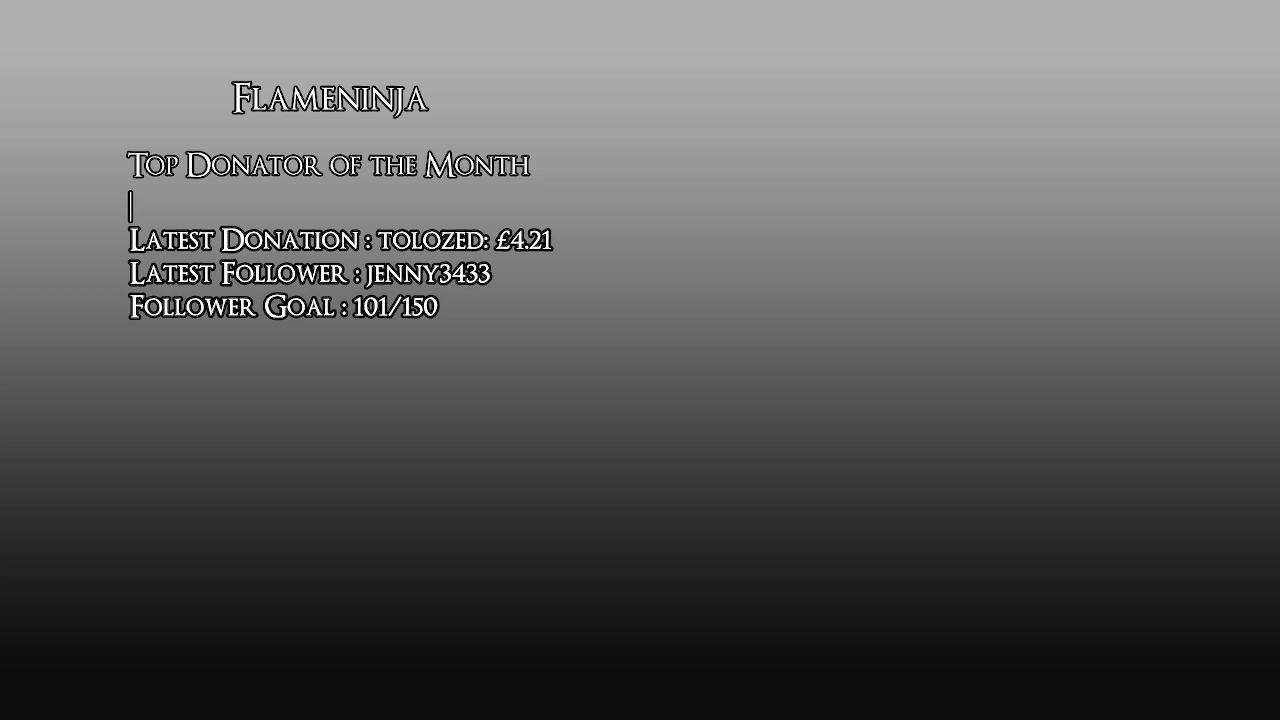 Flameninja
Top Donator of the Month
|
Latest Donation : tolozed: £4.21
Latest Follower : jenny3433
Follower Goal : 101/150